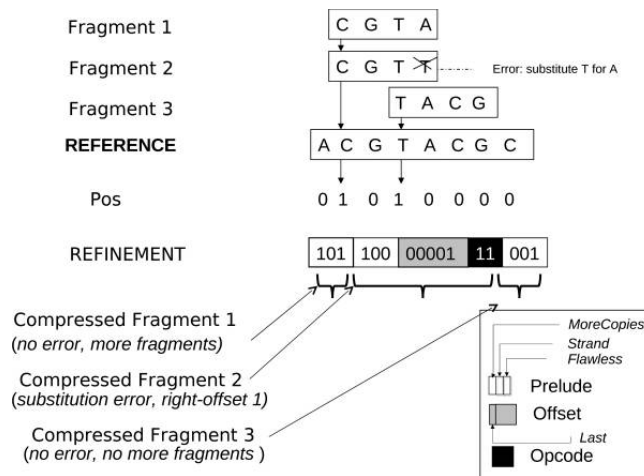 Fragment 1
C G T A
Fragment 2
C G T T
Error: substitute T for A
Fragment 3
T A C G
REFERENCE
A C G T A C G C
Pos
0 1 0 1 0 0 0 0
REFINEMENT
101 100 00001 11 001
Compressed Fragment 1
(no error, more fragments)
Compressed Fragment 2
(substitution error, right-offset 1)
Compressed Fragment 3
(no error, no more fragments )
MoreCopies
Strand
Flawless
Prelude
Offset
Last
Opcode